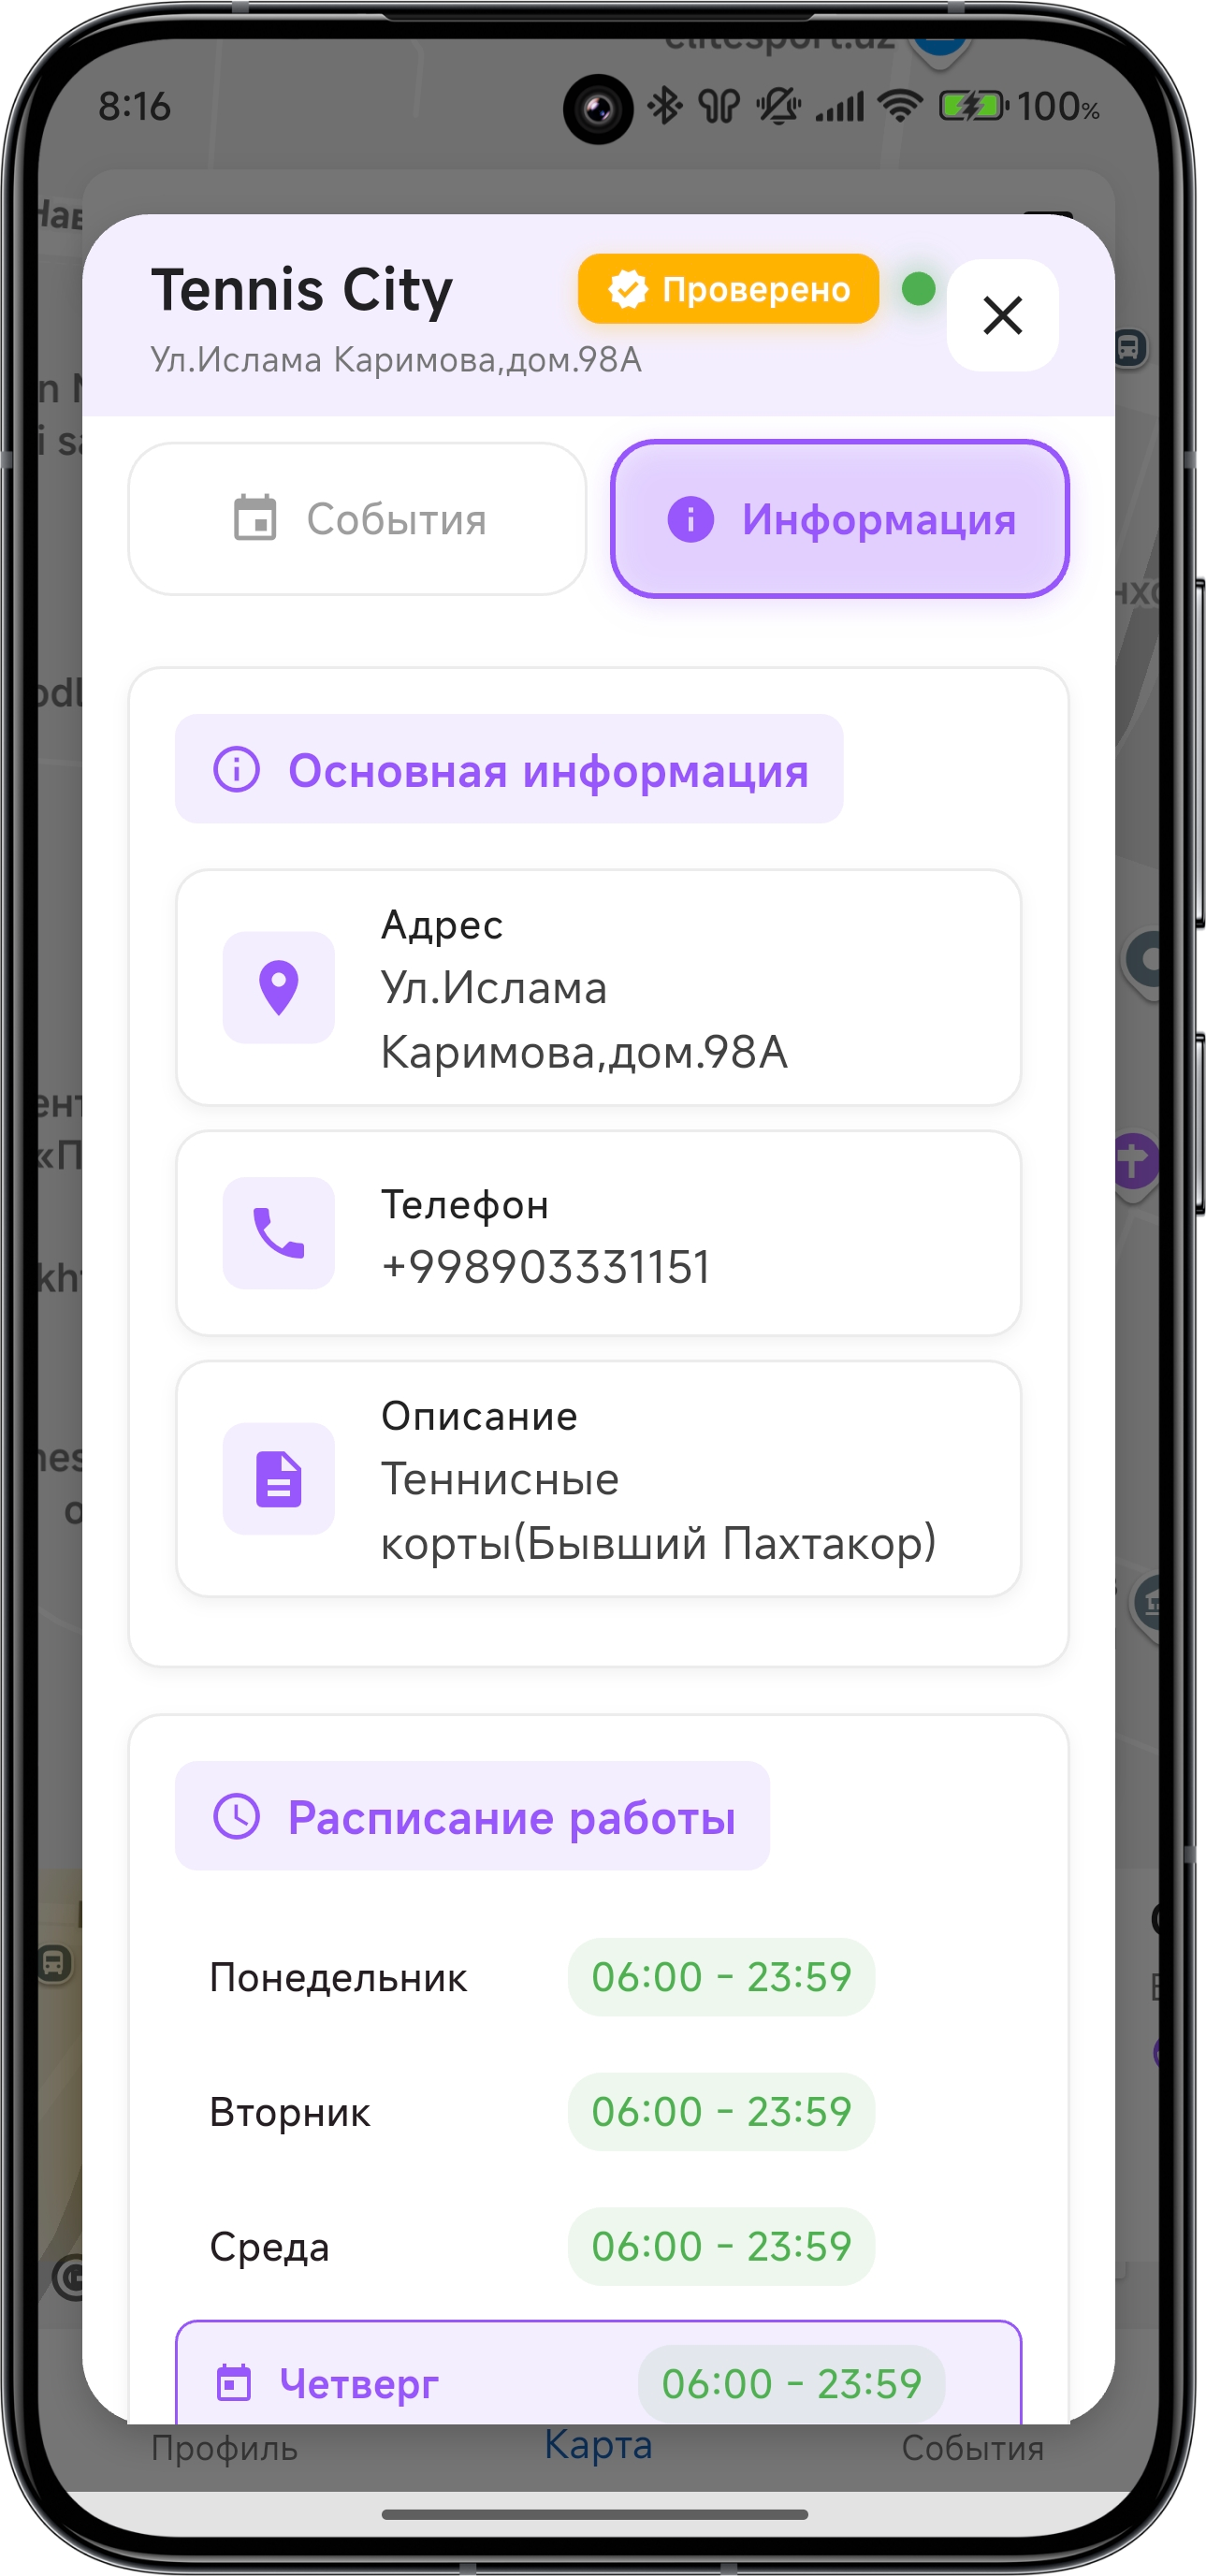 elitesport.uz
8:16
100%
Tennis City
Проверено
Ул.Ислама Каримова,дом.98А
События
Информация
Основная информация
Адрес
Ул.Ислама
Каримова,дом.98А
Телефон
+998903331151
Описание
Теннисные
корты(Бывший Пахтакор)
Расписание работы
Понедельник
06:00 - 23:59
Вторник
06:00 - 23:59
Среда
06:00 - 23:59
Четверг
06:00 - 23:59
Профиль
Карта
События